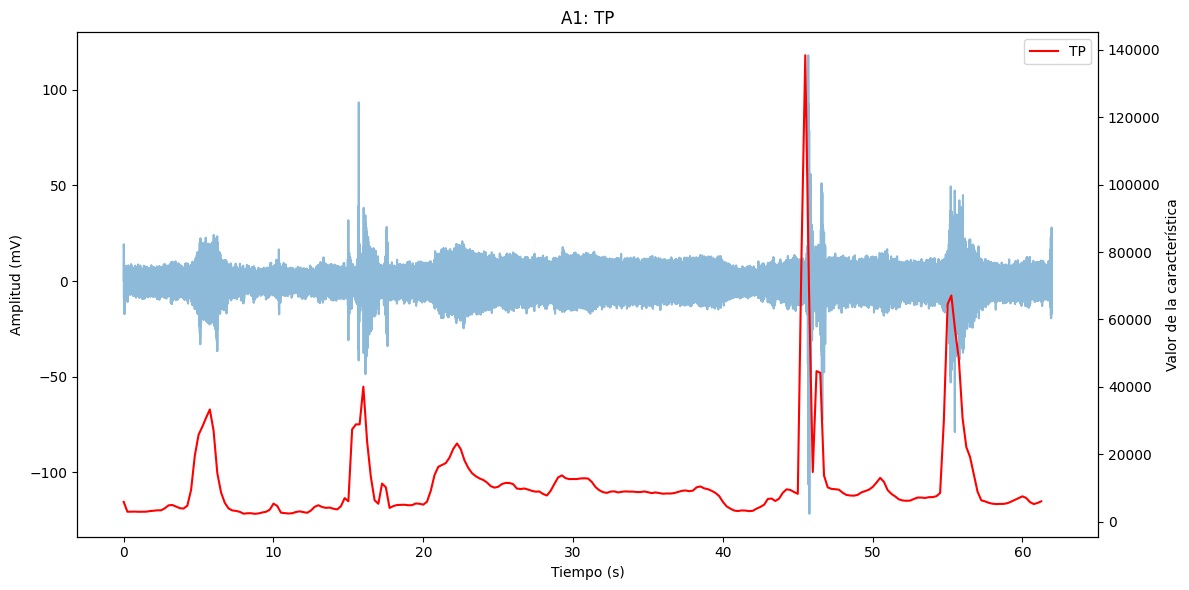 A1: TP
TP
Amplitud (mV)
100
50
0
−50
−100
140000
120000
100000
80000
60000
40000
20000
0
Valor de la característica
0 10 20 30 40 50 60
Tiempo (s)